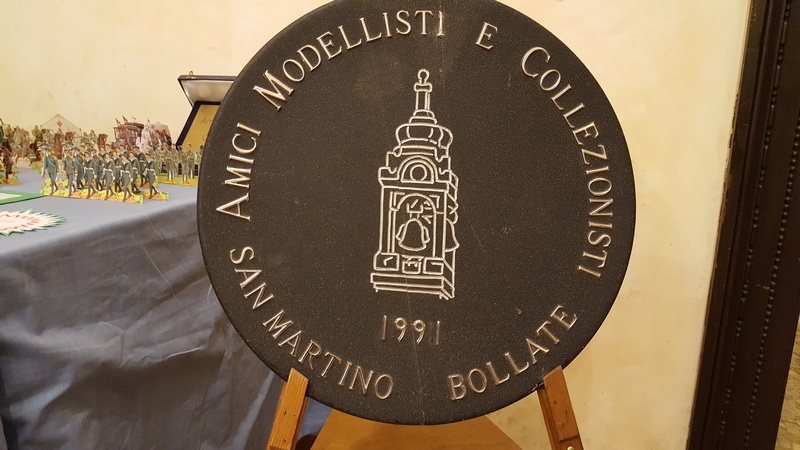 AMICI MODELLISTI E COLLEZIONISTI
SAN MARTINO BOLLATE
1991